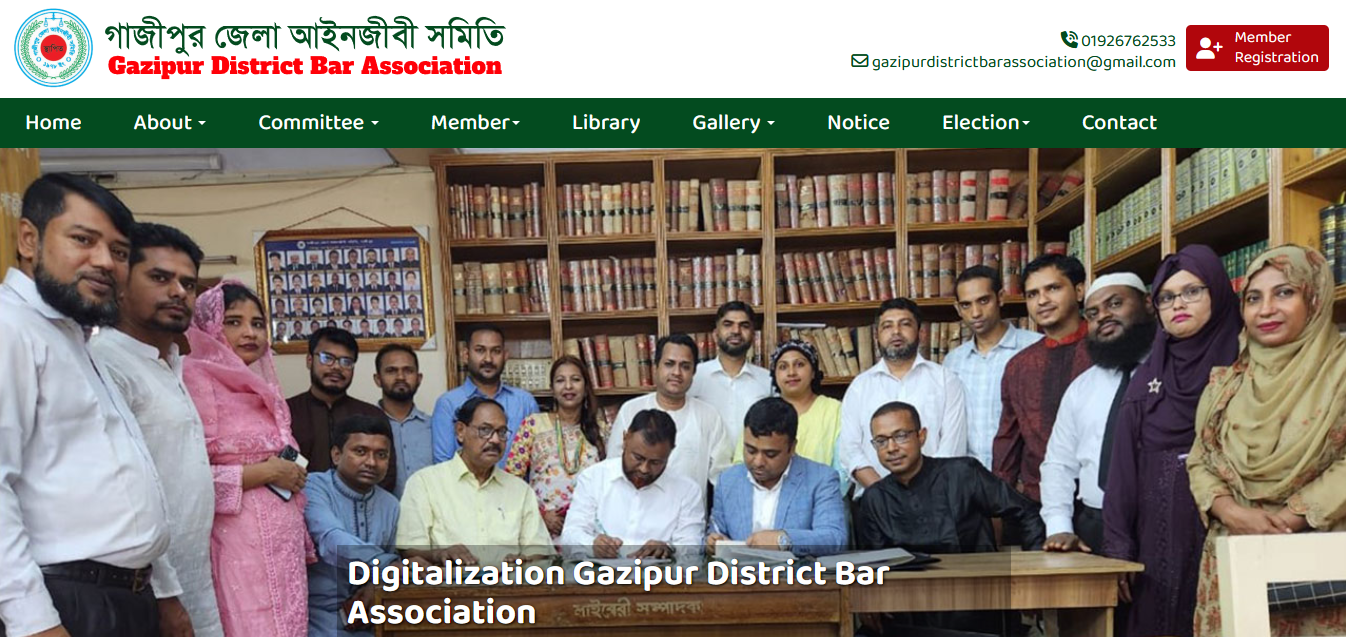 গাজীপুর জেলা আইনজীবী সমিতি
Gazipur District Bar Association
স্থাপিত
01926762533
gazipurdistrictbarassociation@gmail.com
Member
Registration
Home
About
Committee
Member
Library
Gallery
Notice
Election
Contact
Digitalization Gazipur District Bar
Association
লাইব্রেরী সম্পাদক